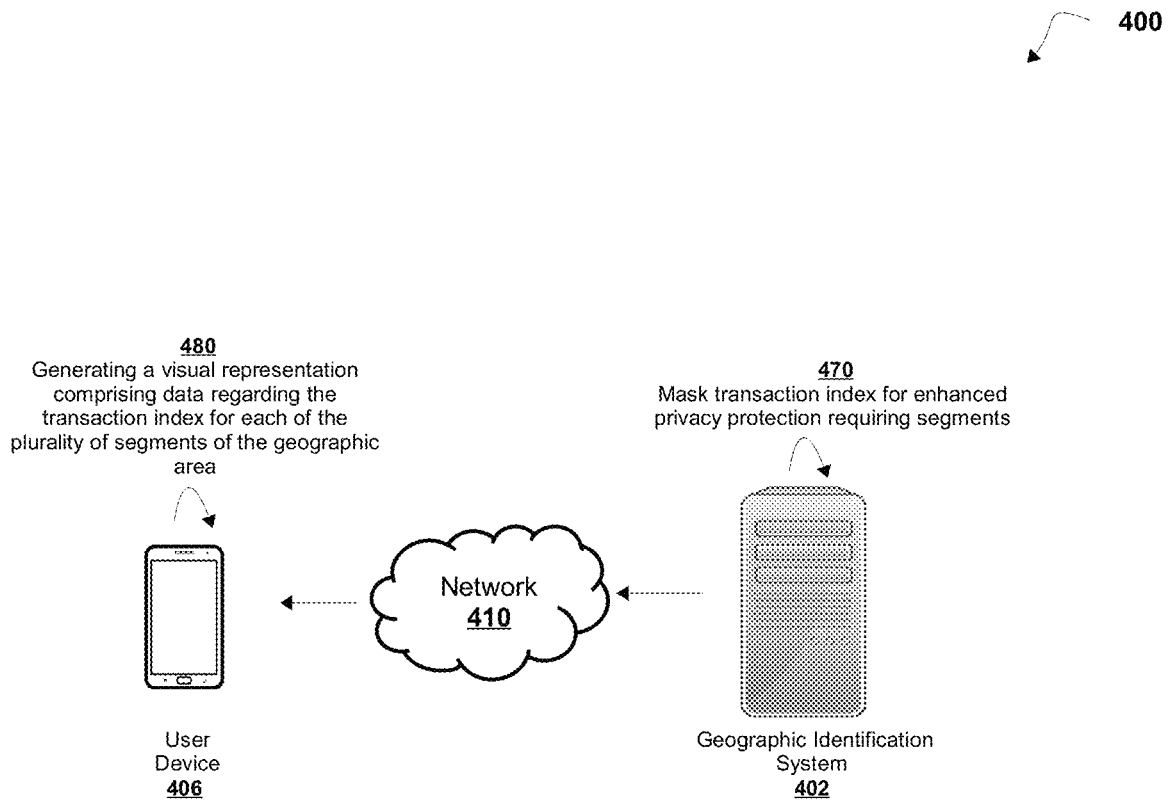 400
480
Generating a visual representation
comprising data regarding the
transaction index for each of the
plurality of segments of the geographic
area
470
Mask transaction index for enhanced
privacy protection requiring segments
Network
410
User
Device
406
Geographic Identification
System
402